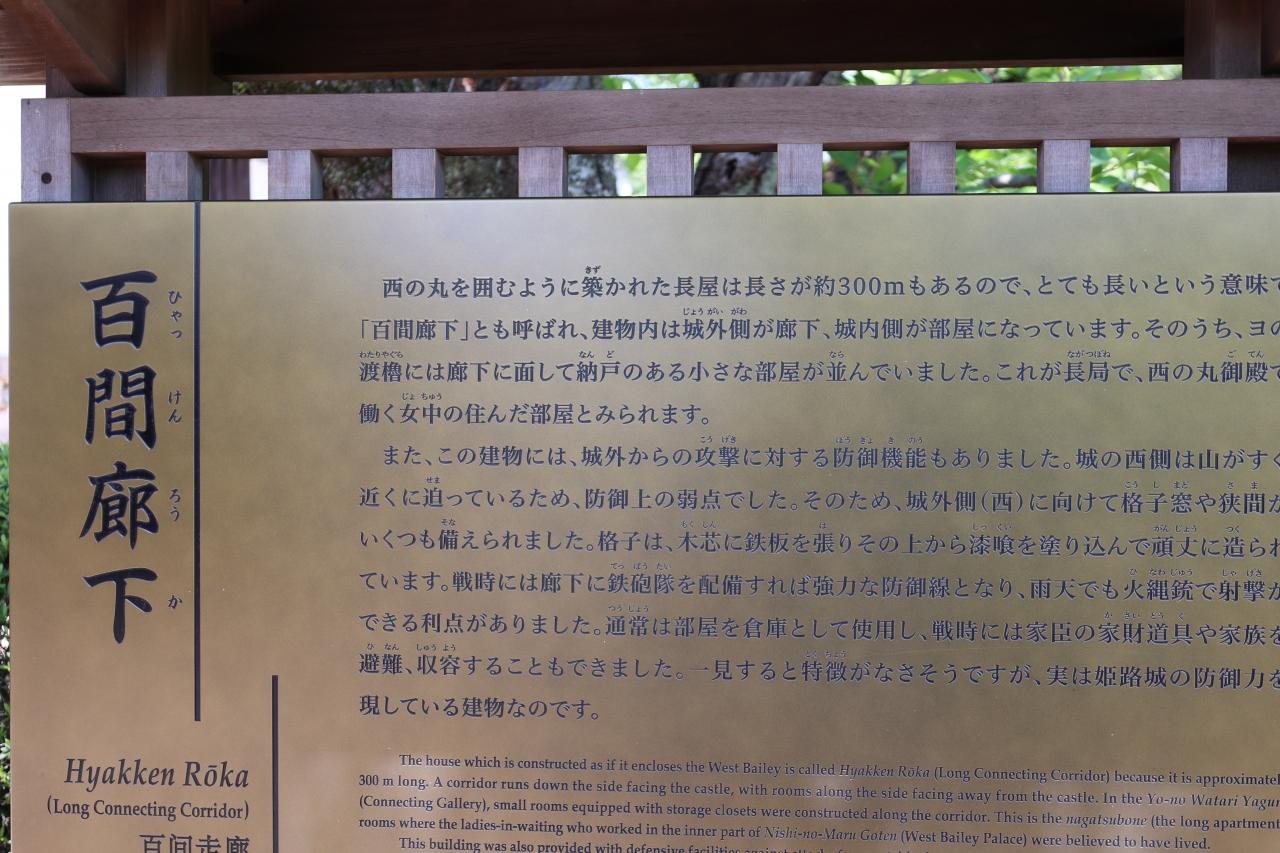 百間廊下
ひゃっ けん ろう か
西の丸を囲むように築かれた長屋は長さが約300mもあるので、とても長いという意味で
「百間廊下」とも呼ばれ、建物内は城外側が廊下、城内側が部屋になっています。そのうち、ヨの
渡櫓には廊下に面して納戸のある小さな部屋が並んでいました。これが長局で、西の丸御殿で
働く女中の住んだ部屋とみられます。
また、この建物には、城外からの攻撃に対する防御機能もありました。城の西側は山がすぐ
近くに迫っているため、防御上の弱点でした。そのため、城外側(西)に向けて格子窓や狭間が
いくつも備えられました。格子は、木芯に鉄板を張りその上から漆喰を塗り込んで頑丈に造られ
ています。戦時には廊下に鉄砲隊を配備すれば強力な防御線となり、雨天でも火縄銃で射撃が
できる利点がありました。通常は部屋を倉庫として使用し、戦時には家臣の家財道具や家族を
避難、収容することもできました。一見すると特徴がなさそうですが、実は姫路城の防御力を
現している建物なのです。
Hyakken Rōka
(Long Connecting Corridor)
百间走廊
The house which is constructed as if it encloses the West Bailey is called Hyakken Rōka (Long Connecting Corridor) because it is
300 m long. A corridor runs down the side facing the castle, with rooms along the side facing away from the castle. In the Yo-no Watari
(Connecting Gallery), small rooms equipped with storage closets were constructed along the corridor. This is the nagatsubone (the long
rooms where the ladies-in-waiting who worked in the inner part of Nishi-no-Maru Goten (West Bailey Palace) were believed to have lived.
This building was also provided with defensive facilities